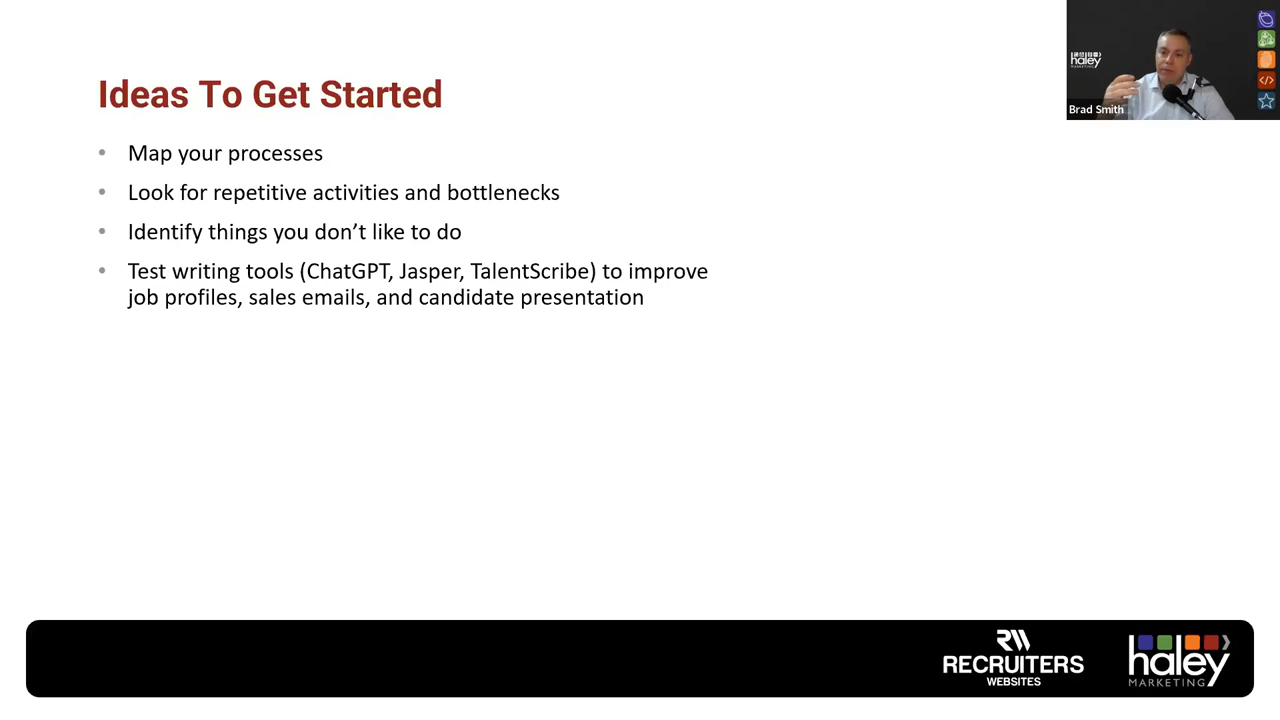 Ideas To Get Started
• Map your processes
• Look for repetitive activities and bottlenecks
• Identify things you don’t like to do
• Test writing tools (ChatGPT, Jasper, TalentScribe) to improve
job profiles, sales emails, and candidate presentation
haley
MARKETING
Brad Smith
RECRUITERS
WEBSITES
haley
MARKETING